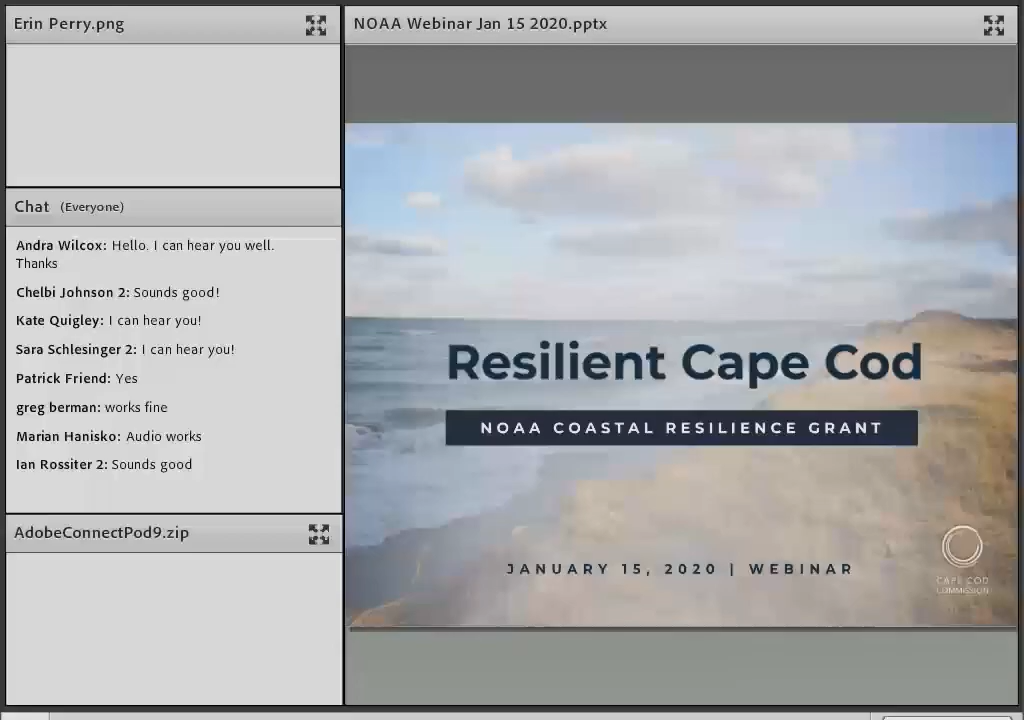 Erin Perry.png
NOAA Webinar Jan 15 2020.pptx
Chat (Everyone)
Andra Wilcox: Hello. I can hear you well.
Thanks
Chelbi Johnson 2: Sounds good!
Kate Quigley: I can hear you!
Sara Schlesinger 2: I can hear you!
Patrick Friend: Yes
greg berman: works fine
Marian Hanisko: Audio works
Ian Rossiter 2: Sounds good
AdobeConnectPod9.zip
Resilient Cape Cod
NOAA COASTAL RESILIENCE GRANT
JANUARY 15, 2020 | WEBINAR
CAPE COD
COMMISSION